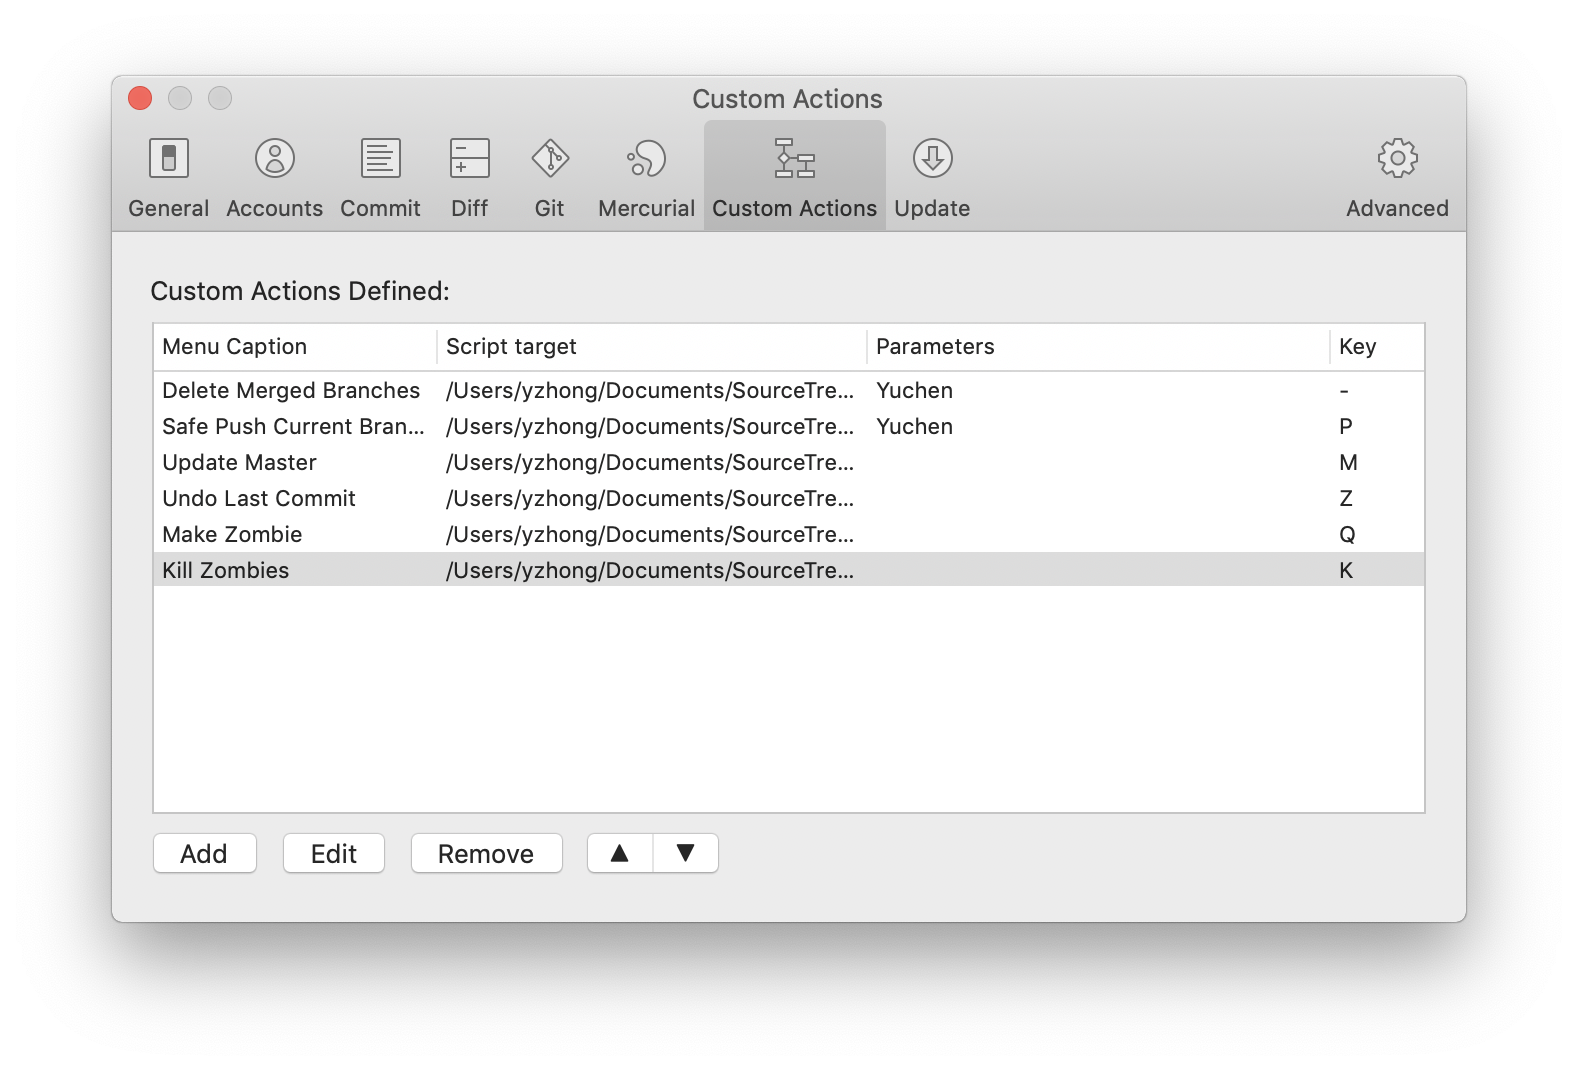 Custom Actions
General Accounts Commit Diff Git Mercurial Custom Actions Update Advanced
Custom Actions Defined:
Menu Caption Script target Parameters Key
Delete Merged Branches /Users/yzhong/Documents/SourceTre... Yuchen -
Safe Push Current Bran... /Users/yzhong/Documents/SourceTre... Yuchen P
Update Master /Users/yzhong/Documents/SourceTre... M
Undo Last Commit /Users/yzhong/Documents/SourceTre... Z
Make Zombie /Users/yzhong/Documents/SourceTre... Q
Kill Zombies /Users/yzhong/Documents/SourceTre... K
Add Edit Remove ▲ ▼